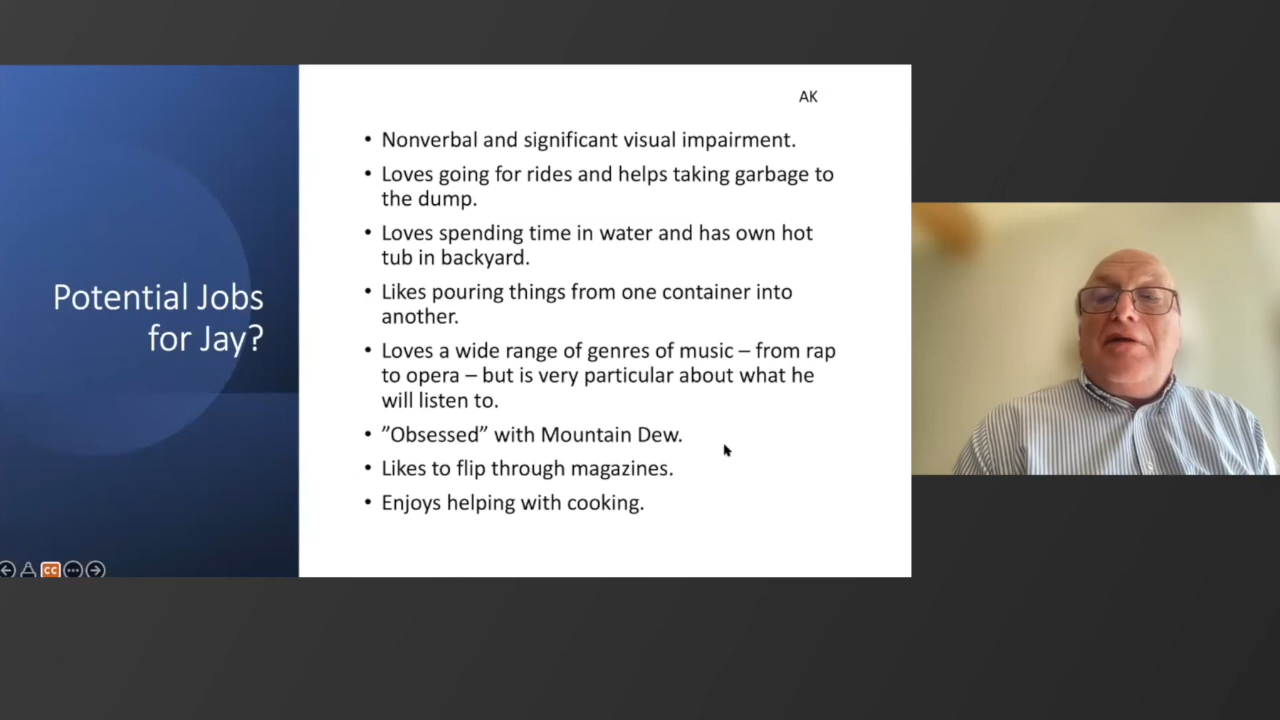 Potential Jobs
for Jay?
AK
• Nonverbal and significant visual impairment.
• Loves going for rides and helps taking garbage to
the dump.
• Loves spending time in water and has own hot
tub in backyard.
• Likes pouring things from one container into
another.
• Loves a wide range of genres of music – from rap
to opera – but is very particular about what he
will listen to.
• ”Obsessed” with Mountain Dew.
• Likes to flip through magazines.
• Enjoys helping with cooking.
CC